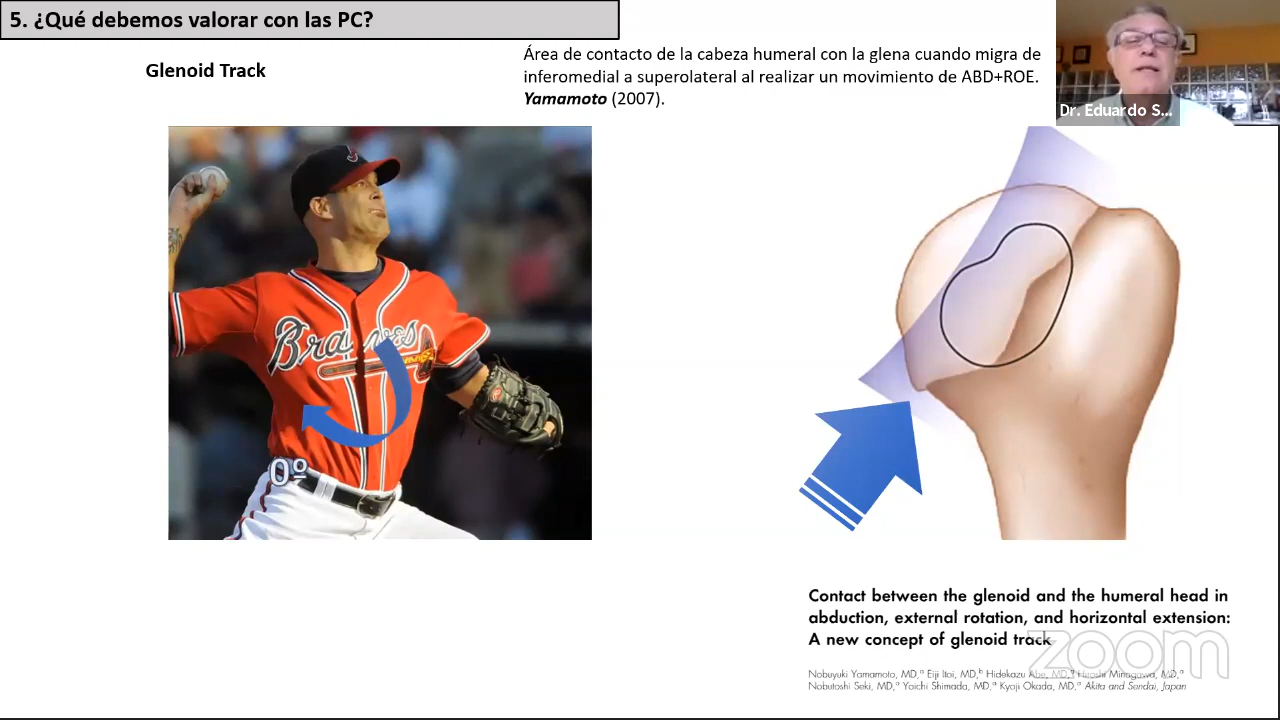 5. ¿Qué debemos valorar con las PC?
Glenoid Track
Área de contacto de la cabeza humeral con la glena cuando migra de
inferomedial a superolateral al realizar un movimiento de ABD+ROE.
Yamamoto (2007).
Dr. Eduardo S...
Braves
0º
Contact between the glenoid and the humeral head in
abduction, external rotation, and horizontal extension:
A new concept of glenoid track
zoom
Nobuyuki Yamamoto, MD,ᵃ Eiji Itoi, MD,ᵇ Hidekazu Abe, MD,ᵃ Hiroshi Minagawa, MD,ᵃ
Nobutoshi Seki, MD,ᵃ Yoichi Shimada, MD,ᵃ Kyoji Okada, MD,ᵃ Akita and Sendai, Japan